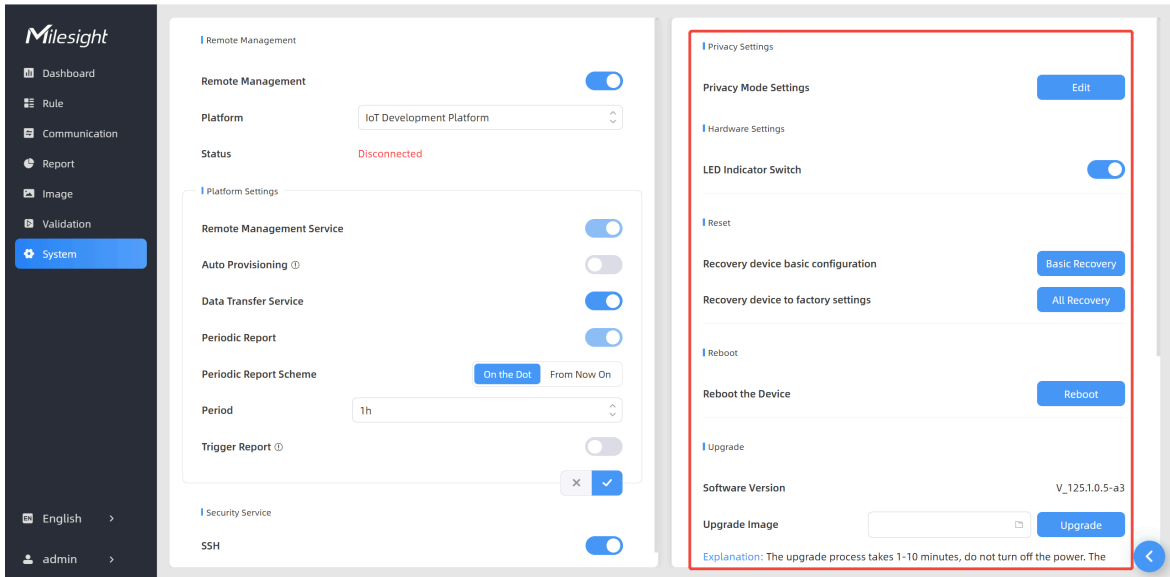 Milesight
Dashboard
Rule
Communication
Report
Image
Validation
System
EN English
admin
Remote Management
Remote Management
Platform IoT Development Platform
Status Disconnected
Platform Settings
Remote Management Service
Auto Provisioning
Data Transfer Service
Periodic Report
Periodic Report Scheme On the Dot From Now On
Period 1h
Trigger Report
Security Service
SSH
Privacy Settings
Privacy Mode Settings Edit
Hardware Settings
LED Indicator Switch
Reset
Recovery device basic configuration Basic Recovery
Recovery device to factory settings All Recovery
Reboot
Reboot the Device Reboot
Upgrade
Software Version V_125.1.0.5-a3
Upgrade Image Upgrade
Explanation: The upgrade process takes 1-10 minutes, do not turn off the power. The